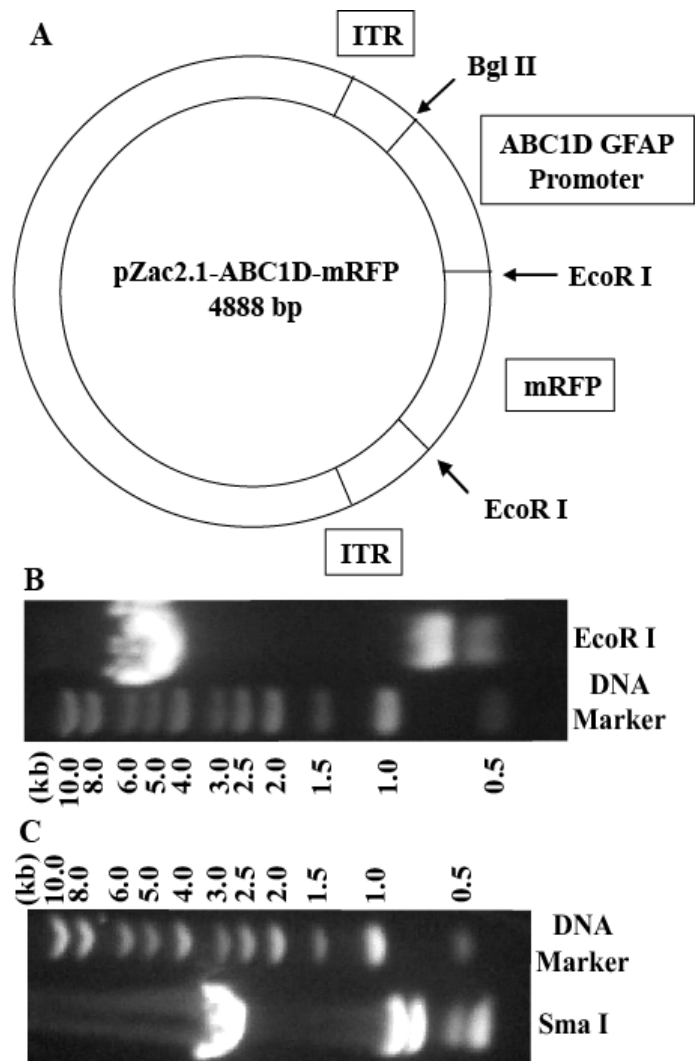 A
ITR
Bgl II
ABC1D GFAP
Promoter
pZac2.1-ABC1D-mRFP
4888 bp
EcoR I
mRFP
EcoR I
ITR
B
EcoR I
DNA
Marker
(kb) 10.0 8.0 6.0 5.0 4.0 3.0 2.5 2.0 1.5 1.0 0.5
C
(kb) 10.0 8.0 6.0 5.0 4.0 3.0 2.5 2.0 1.5 1.0 0.5
DNA
Marker
Sma I